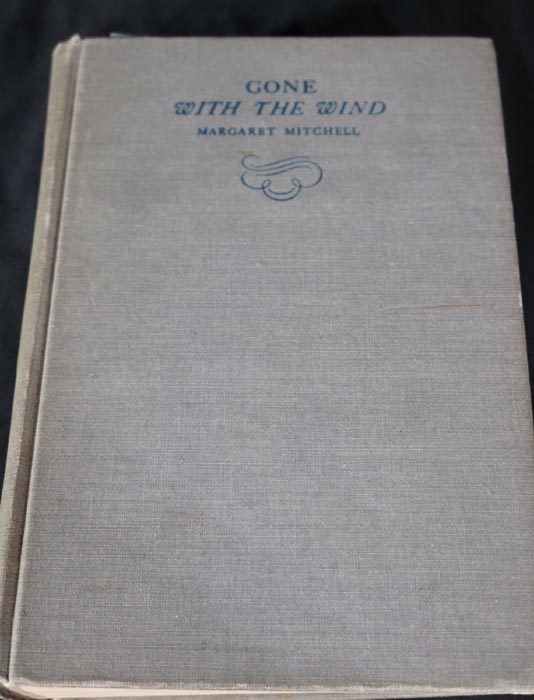 GONE
WITH THE WIND
MARGARET MITCHELL